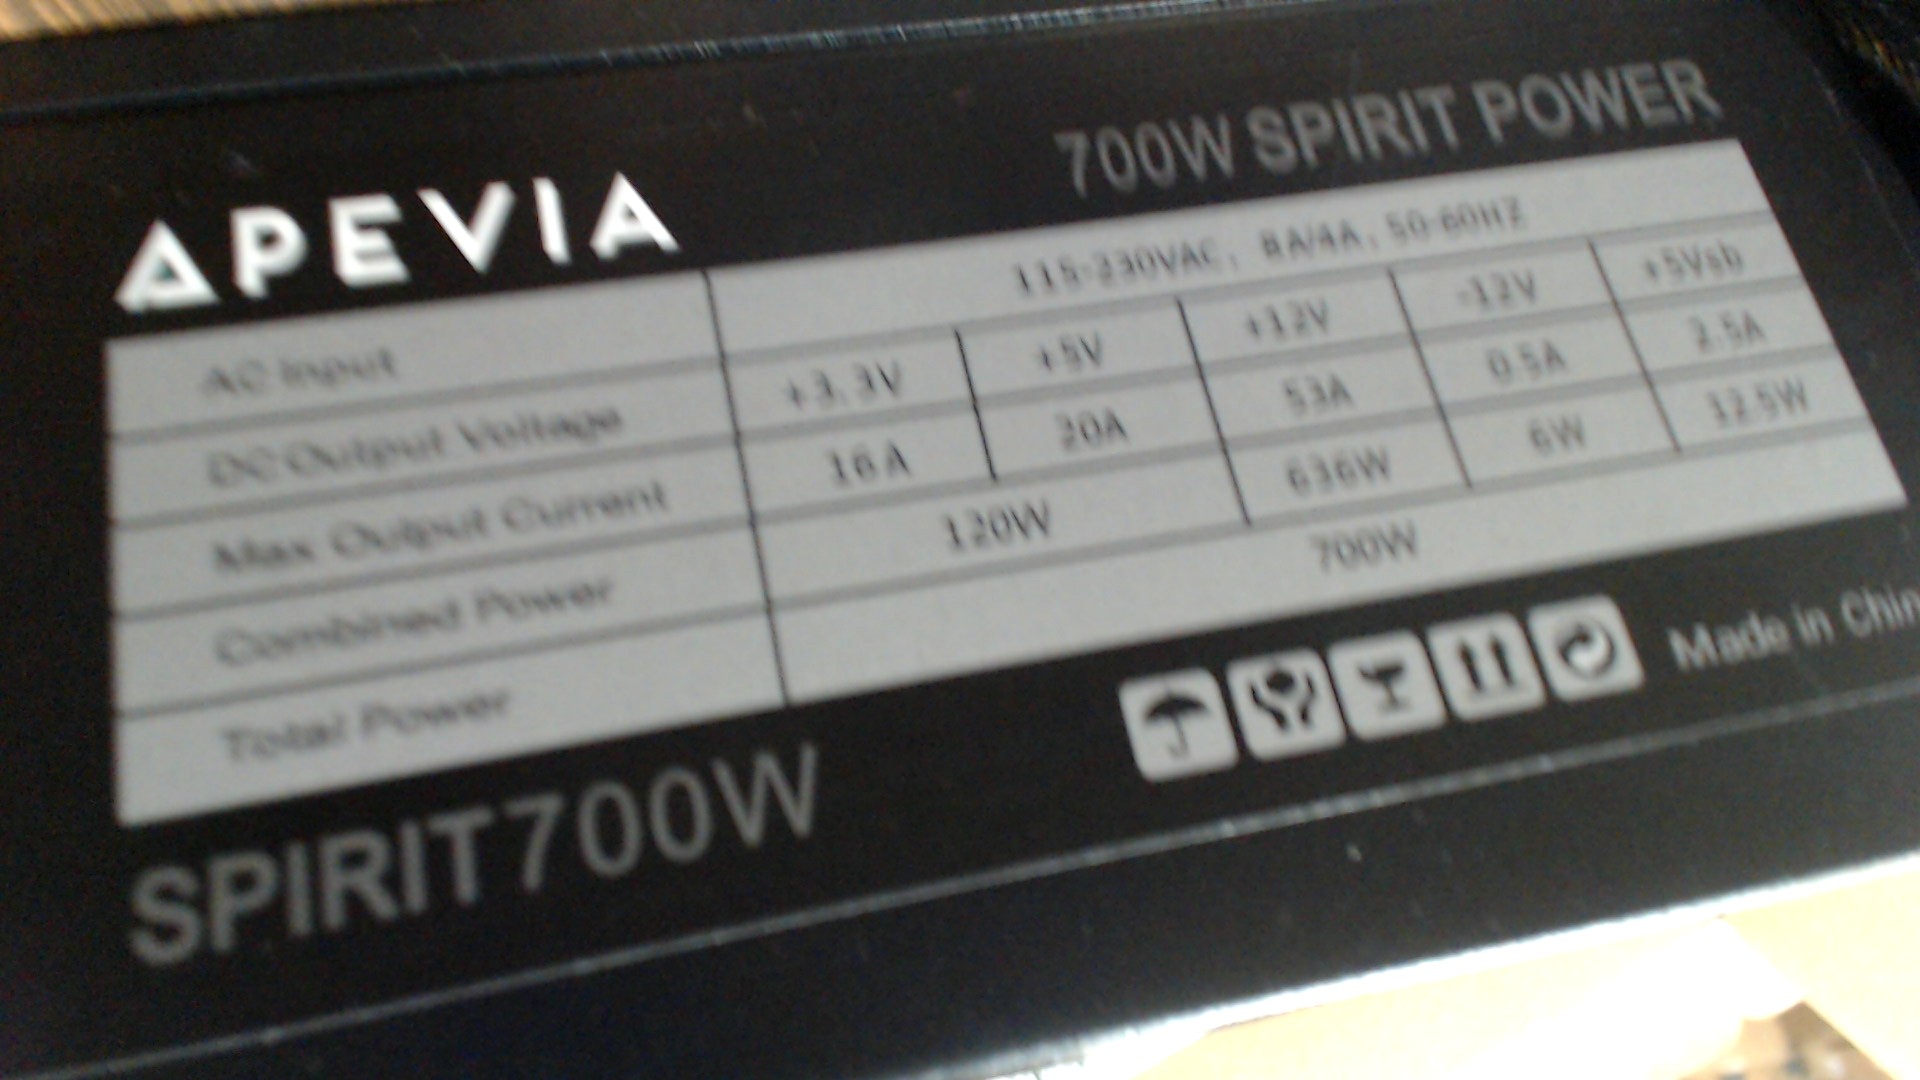 700W SPIRIT POWER
APEVIA
AC Input 115-230VAC, 8A/4A, 50-60HZ
DC Output Voltage +3.3V +5V +12V -12V +5Vsb
Max Output Current 16A 20A 53A 0.5A 2.5A
Combined Power 120W 636W 6W 12.5W
Total Power 700W
SPIRIT700W
Made in Chin